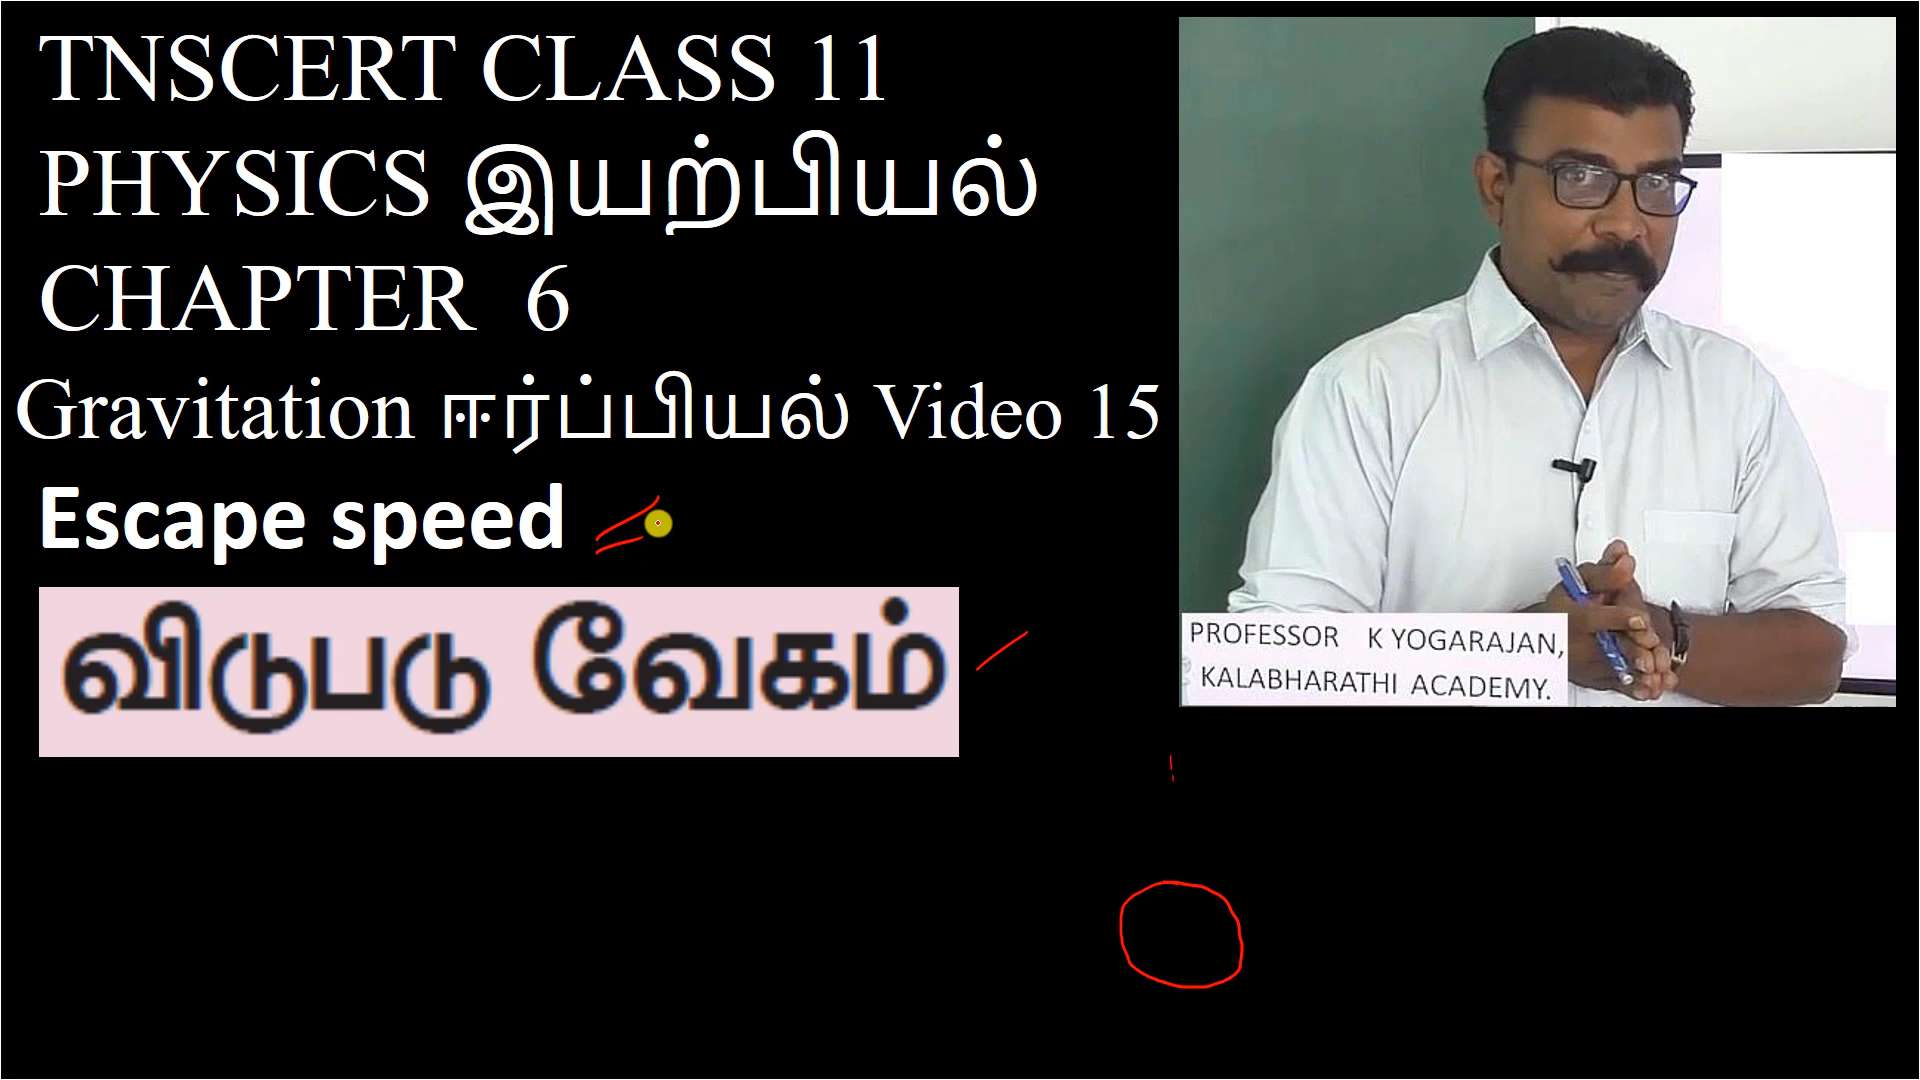 TNSCERT CLASS 11
PHYSICS இயற்பியல்
CHAPTER 6
Gravitation ஈர்ப்பியல் Video 15
Escape speed
விடுபடு வேகம்
PROFESSOR K YOGARAJAN,
KALABHARATHI ACADEMY.